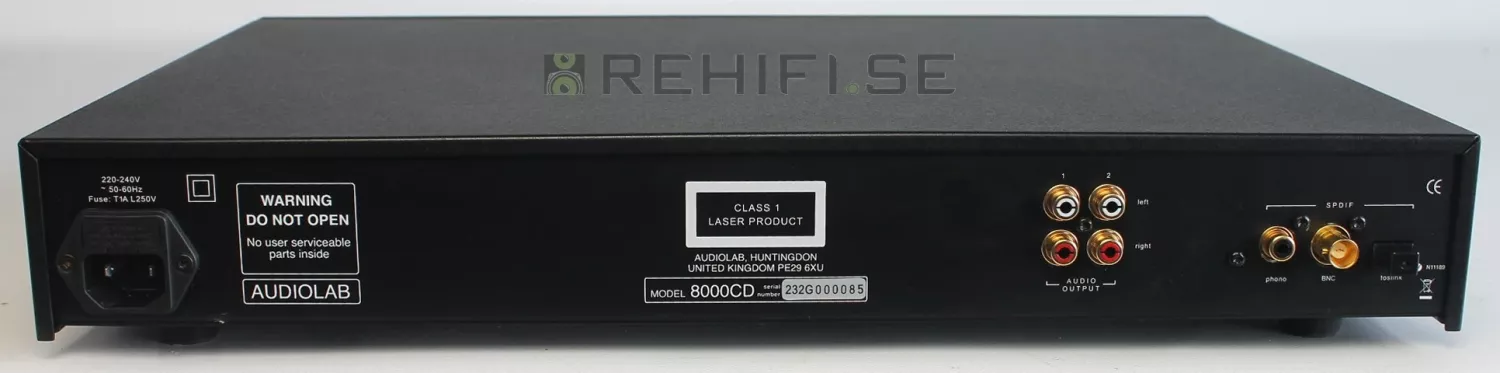 REHIFI.SE
220-240V
~ 50-60Hz
Fuse: T1A L250V
WARNING
DO NOT OPEN
No user serviceable
parts inside
AUDIOLAB
CLASS 1
LASER PRODUCT
AUDIOLAB, HUNTINGDON
UNITED KINGDOM PE29 6XU
MODEL 8000CD serial number 232G000085
1 2
left
right
AUDIO
OUTPUT
CE
SPDIF
phono BNC toslink
N11189